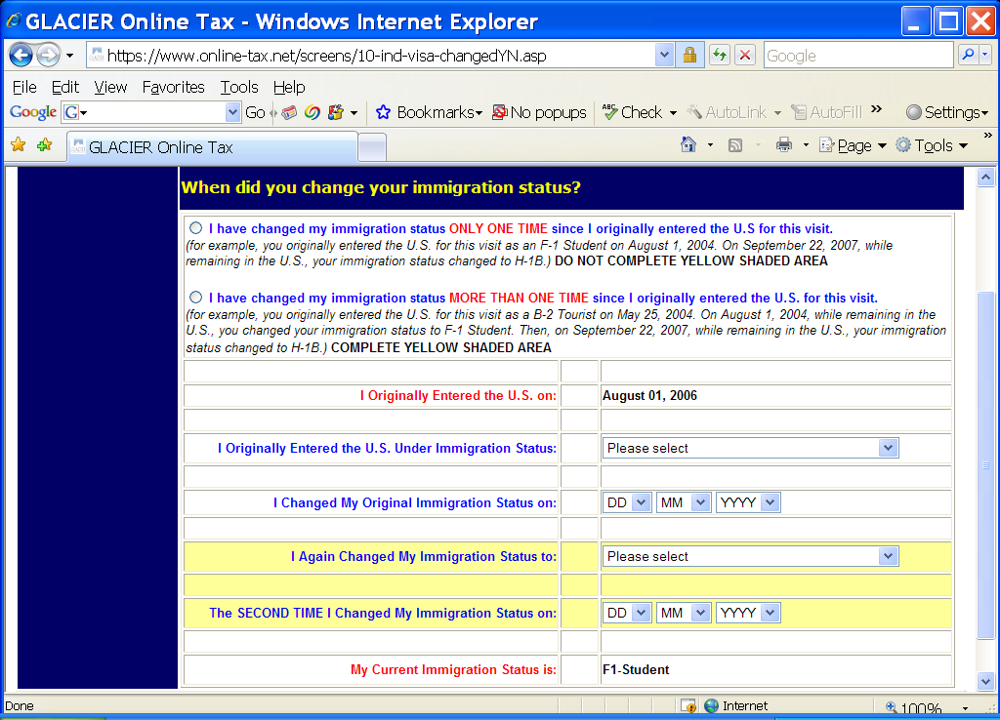 GLACIER Online Tax - Windows Internet Explorer
https://www.online-tax.net/screens/10-ind-visa-changedYN.asp
Google
File Edit View Favorites Tools Help
Google G Go Bookmarks No popups ABC Check AutoLink AutoFill » Settings
GLACIER Online Tax Page Tools »
When did you change your immigration status?
I have changed my immigration status ONLY ONE TIME since I originally entered the U.S for this visit.
(for example, you originally entered the U.S. for this visit as an F-1 Student on August 1, 2004. On September 22, 2007, while
remaining in the U.S., your immigration status changed to H-1B.) DO NOT COMPLETE YELLOW SHADED AREA
I have changed my immigration status MORE THAN ONE TIME since I originally entered the U.S. for this visit.
(for example, you originally entered the U.S. for this visit as a B-2 Tourist on May 25, 2004. On August 1, 2004, while remaining in the
U.S., you changed your immigration status to F-1 Student. Then, on September 22, 2007, while remaining in the U.S., your immigration
status changed to H-1B.) COMPLETE YELLOW SHADED AREA
I Originally Entered the U.S. on: August 01, 2006
I Originally Entered the U.S. Under Immigration Status: Please select
I Changed My Original Immigration Status on: DD MM YYYY
I Again Changed My Immigration Status to: Please select
The SECOND TIME I Changed My Immigration Status on: DD MM YYYY
My Current Immigration Status is: F1-Student
Done Internet 100%